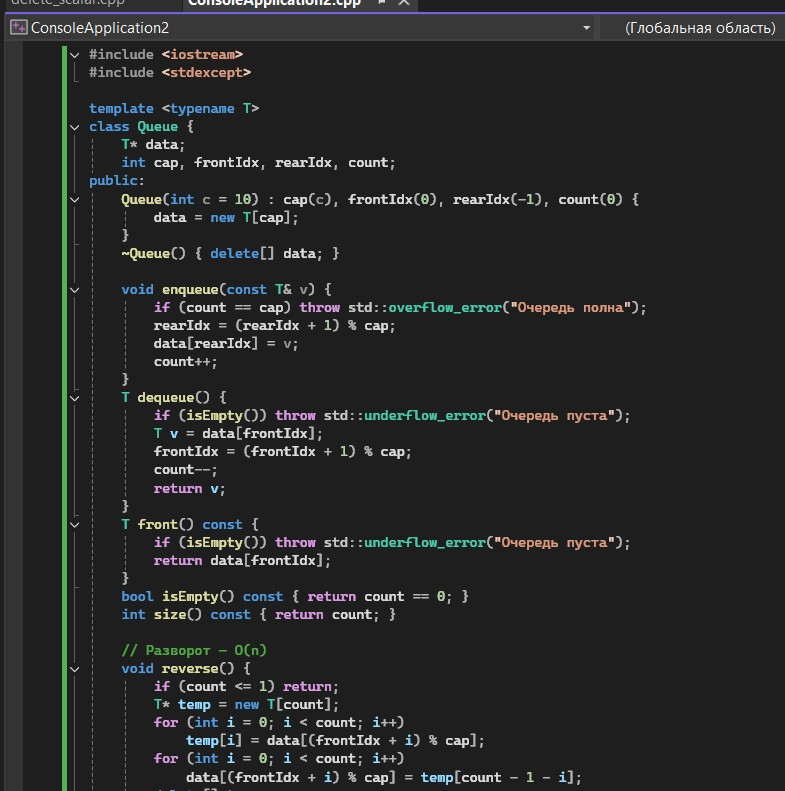 delete_scalar.cpp ConsoleApplication2.cpp
ConsoleApplication2 (Глобальная область)
#include <iostream>
#include <stdexcept>
template <typename T>
class Queue {
T* data;
int cap, frontIdx, rearIdx, count;
public:
Queue(int c = 10) : cap(c), frontIdx(0), rearIdx(-1), count(0) {
data = new T[cap];
}
~Queue() { delete[] data; }
void enqueue(const T& v) {
if (count == cap) throw std::overflow_error("Очередь полна");
rearIdx = (rearIdx + 1) % cap;
data[rearIdx] = v;
count++;
}
T dequeue() {
if (isEmpty()) throw std::underflow_error("Очередь пуста");
T v = data[frontIdx];
frontIdx = (frontIdx + 1) % cap;
count--;
return v;
}
T front() const {
if (isEmpty()) throw std::underflow_error("Очередь пуста");
return data[frontIdx];
}
bool isEmpty() const { return count == 0; }
int size() const { return count; }
// Разворот — O(n)
void reverse() {
if (count <= 1) return;
T* temp = new T[count];
for (int i = 0; i < count; i++)
temp[i] = data[(frontIdx + i) % cap];
for (int i = 0; i < count; i++)
data[(frontIdx + i) % cap] = temp[count - 1 - i];